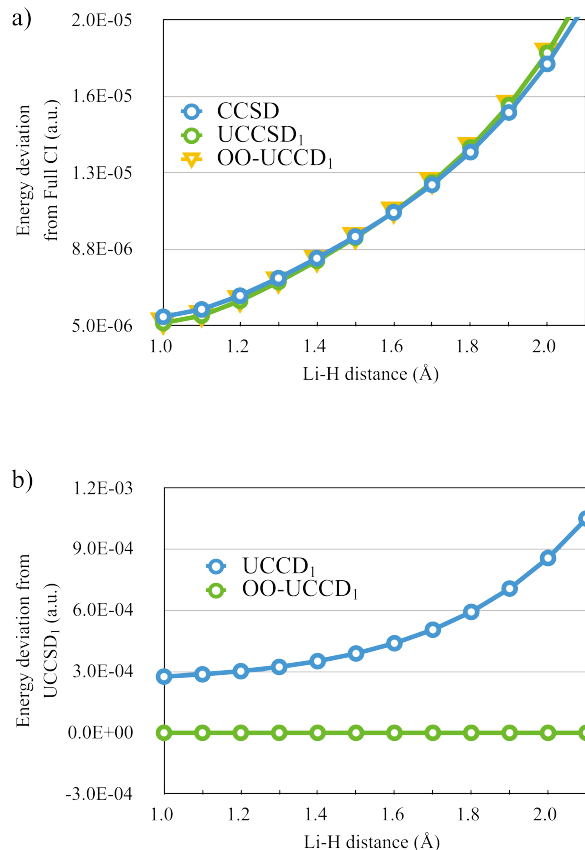 a)
2.0E-05
1.6E-05
1.3E-05
8.8E-06
5.0E-06
Energy deviation
from Full CI (a.u.)
CCSD
UCCSD₁
OO-UCCD₁
1.0 1.2 1.4 1.6 1.8 2.0
Li-H distance (Å)
b)
1.2E-03
9.0E-04
6.0E-04
3.0E-04
0.0E+00
-3.0E-04
Energy deviation from
UCCSD₁ (a.u.)
UCCD₁
OO-UCCD₁
1.0 1.2 1.4 1.6 1.8 2.0
Li-H distance (Å)